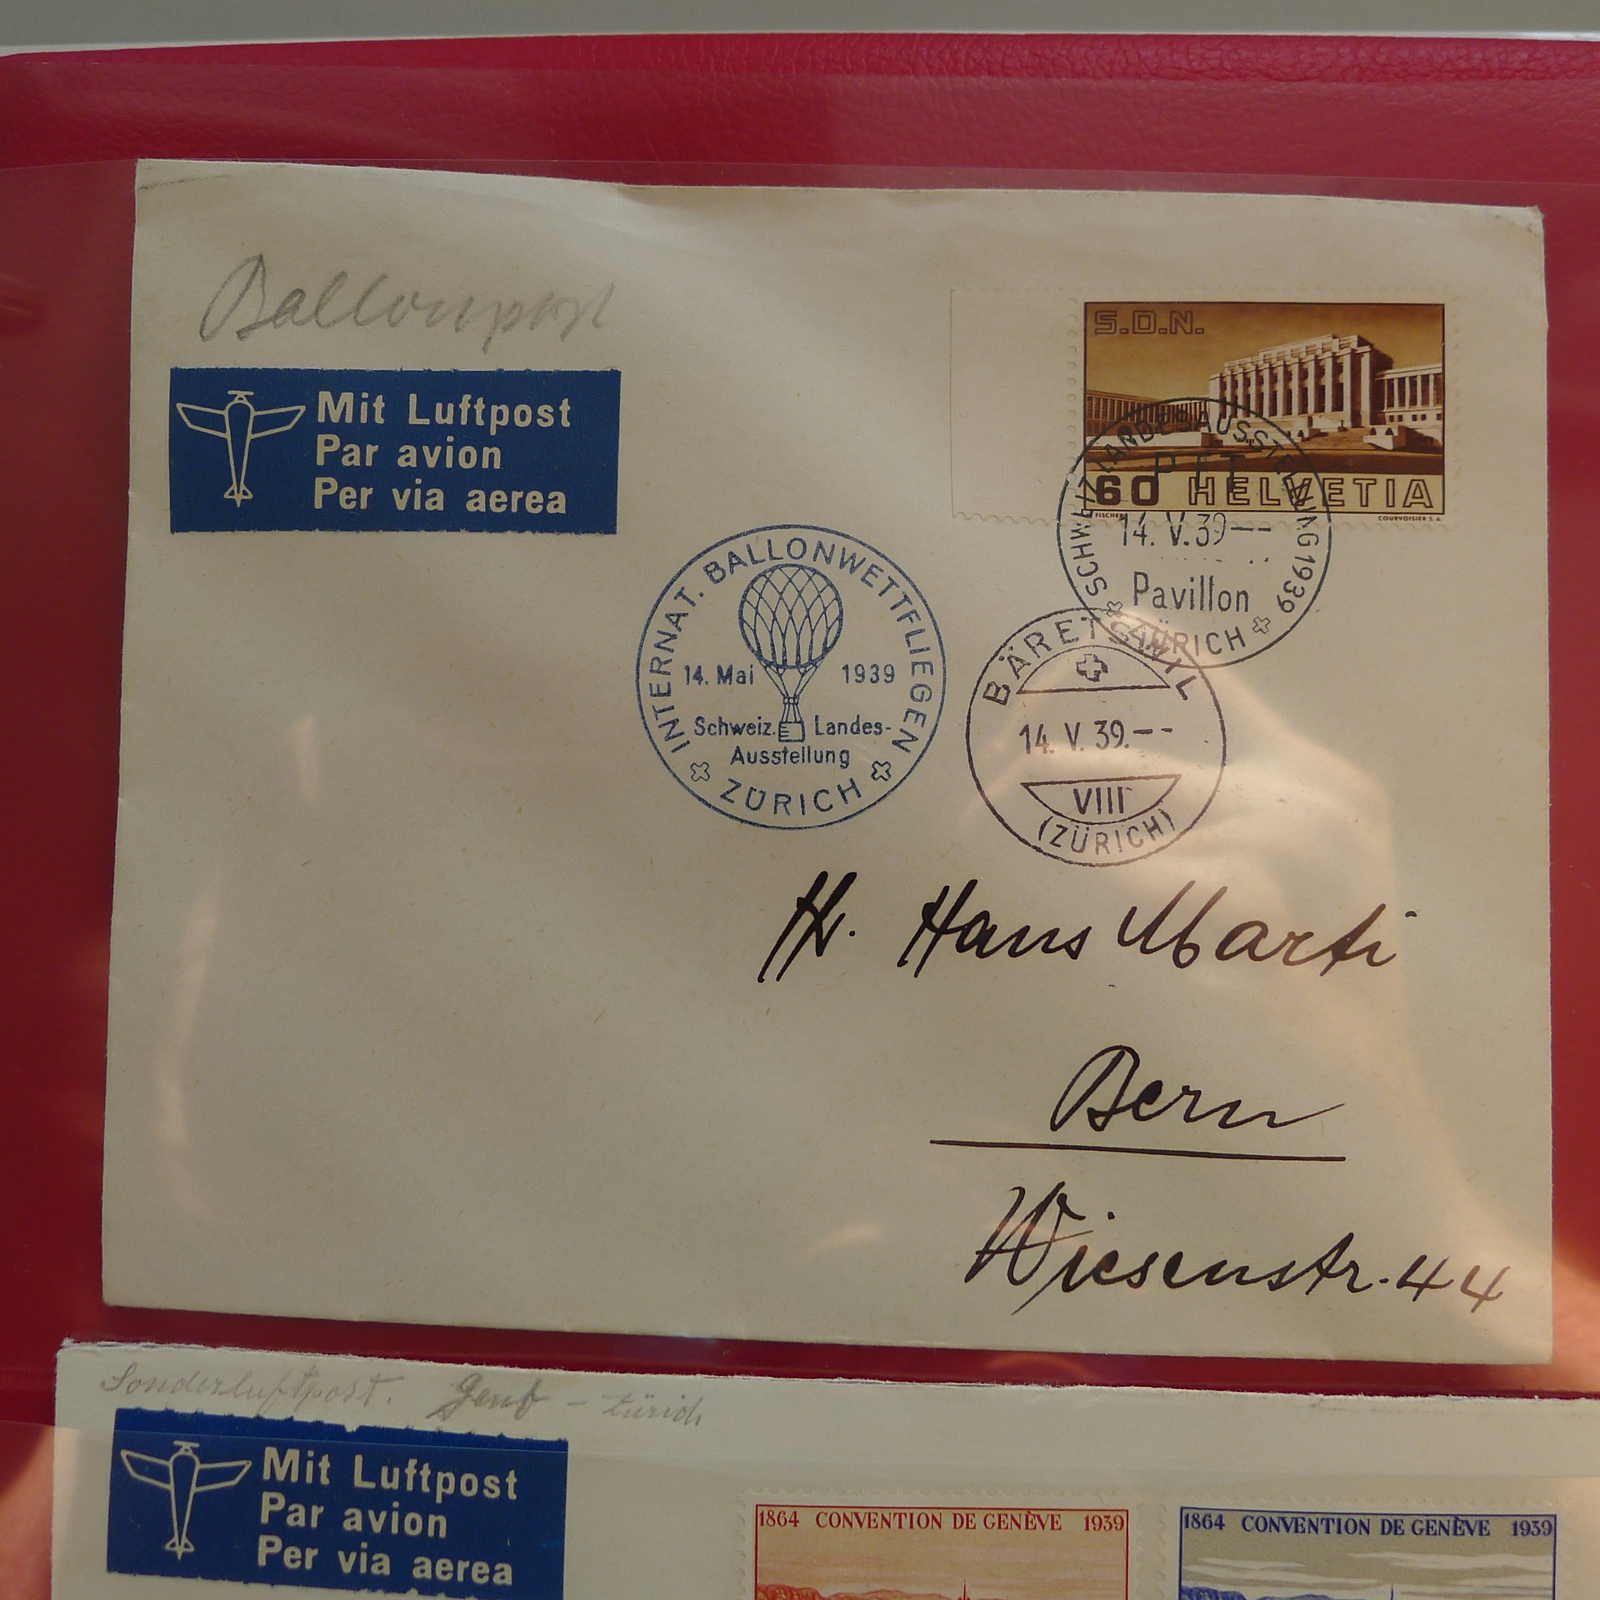 Ballonpost
Mit Luftpost
Par avion
Per via aerea
S.D.N.
60 HELVETIA
FISCHER
COURVOISIER S.A.
SCHWEIZ. LANDESAUSSTELLUNG 1939
PTT
14. V. 39--
Pavillon
ZÜRICH
INTERNAT. BALLONWETTFLIEGEN
14. Mai 1939
Schweiz. Landes-
Ausstellung
ZÜRICH
BÄRETSWIL
14. V. 39.--
VIII
(ZÜRICH)
Hr. Hans Marti
Bern
Wiesenstr. 44
Sonderluftpost. Genf - Zürich
Mit Luftpost
Par avion
Per via aerea
1864 CONVENTION DE GENÈVE 1939
1864 CONVENTION DE GENÈVE 1939